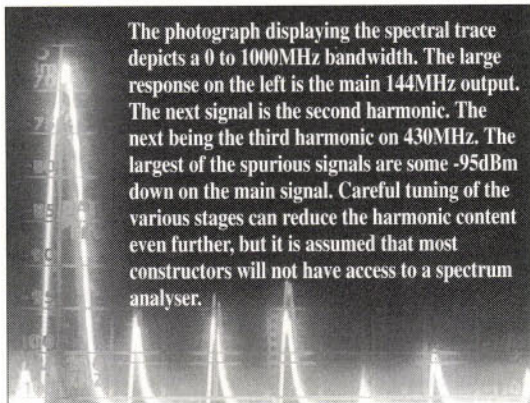 The photograph displaying the spectral trace
depicts a 0 to 1000MHz bandwidth. The large
response on the left is the main 144MHz output.
The next signal is the second harmonic. The
next being the third harmonic on 430MHz. The
largest of the spurious signals are some -95dBm
down on the main signal. Careful tuning of the
various stages can reduce the harmonic content
even further, but it is assumed that most
constructors will not have access to a spectrum
analyser.